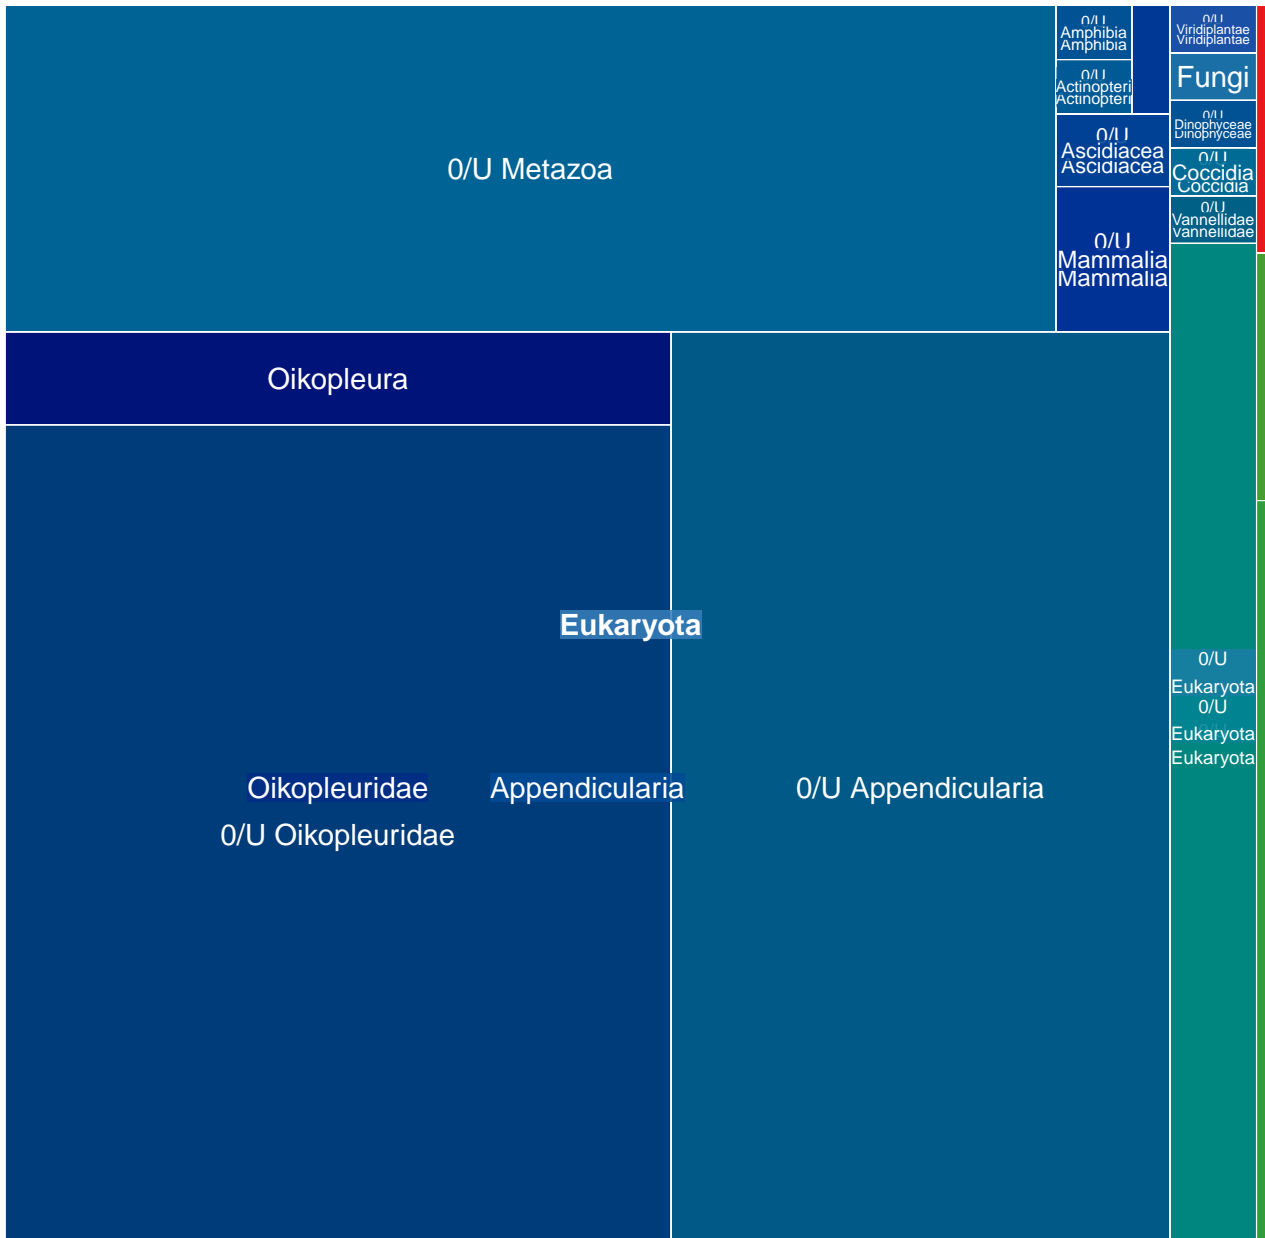 0/U Metazoa
0/U
Amphibia
Amphibia
0/U
Actinopteri
Actinopteri
0/U
Ascidiacea
Ascidiacea
0/U
Mammalia
Mammalia
0/U
Viridiplantae
Viridiplantae
Fungi
0/U
Dinophyceae
Dinophyceae
0/U
Coccidia
Coccidia
0/U
Vannellidae
Vannellidae
Oikopleura
Eukaryota
Oikopleuridae
0/U Oikopleuridae
Appendicularia
0/U Appendicularia
0/U
Eukaryota
0/U
Eukaryota
Eukaryota